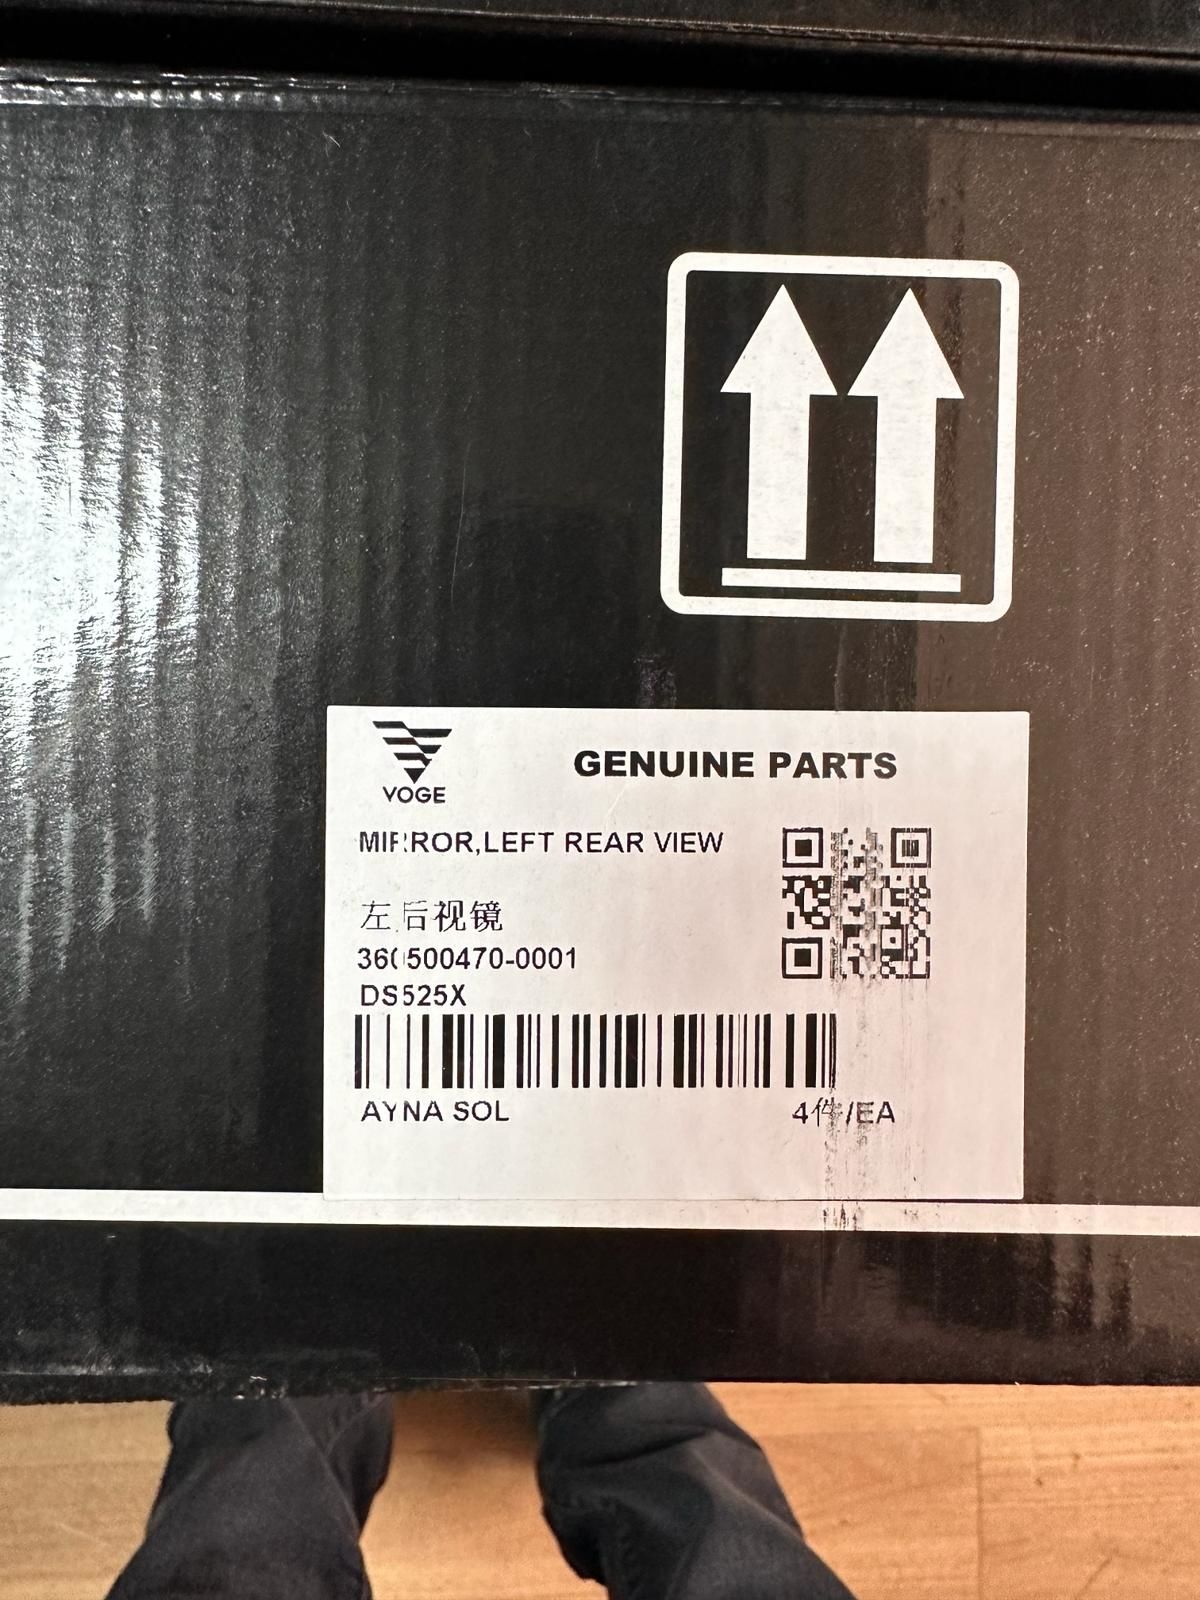 VOGE
GENUINE PARTS
MIRROR,LEFT REAR VIEW
左后视镜
360500470-0001
DS525X
AYNA SOL
4件/EA